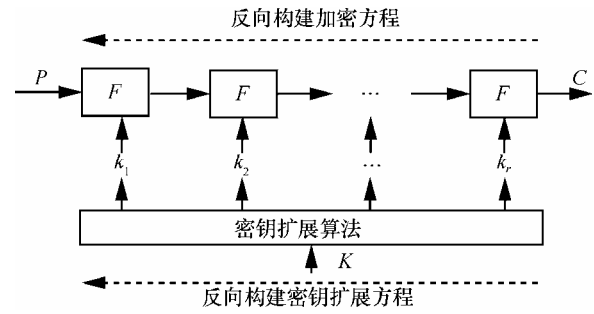 反向构建加密方程
P F F ... F C
k1 k2 ... kr
密钥扩展算法
K
反向构建密钥扩展方程